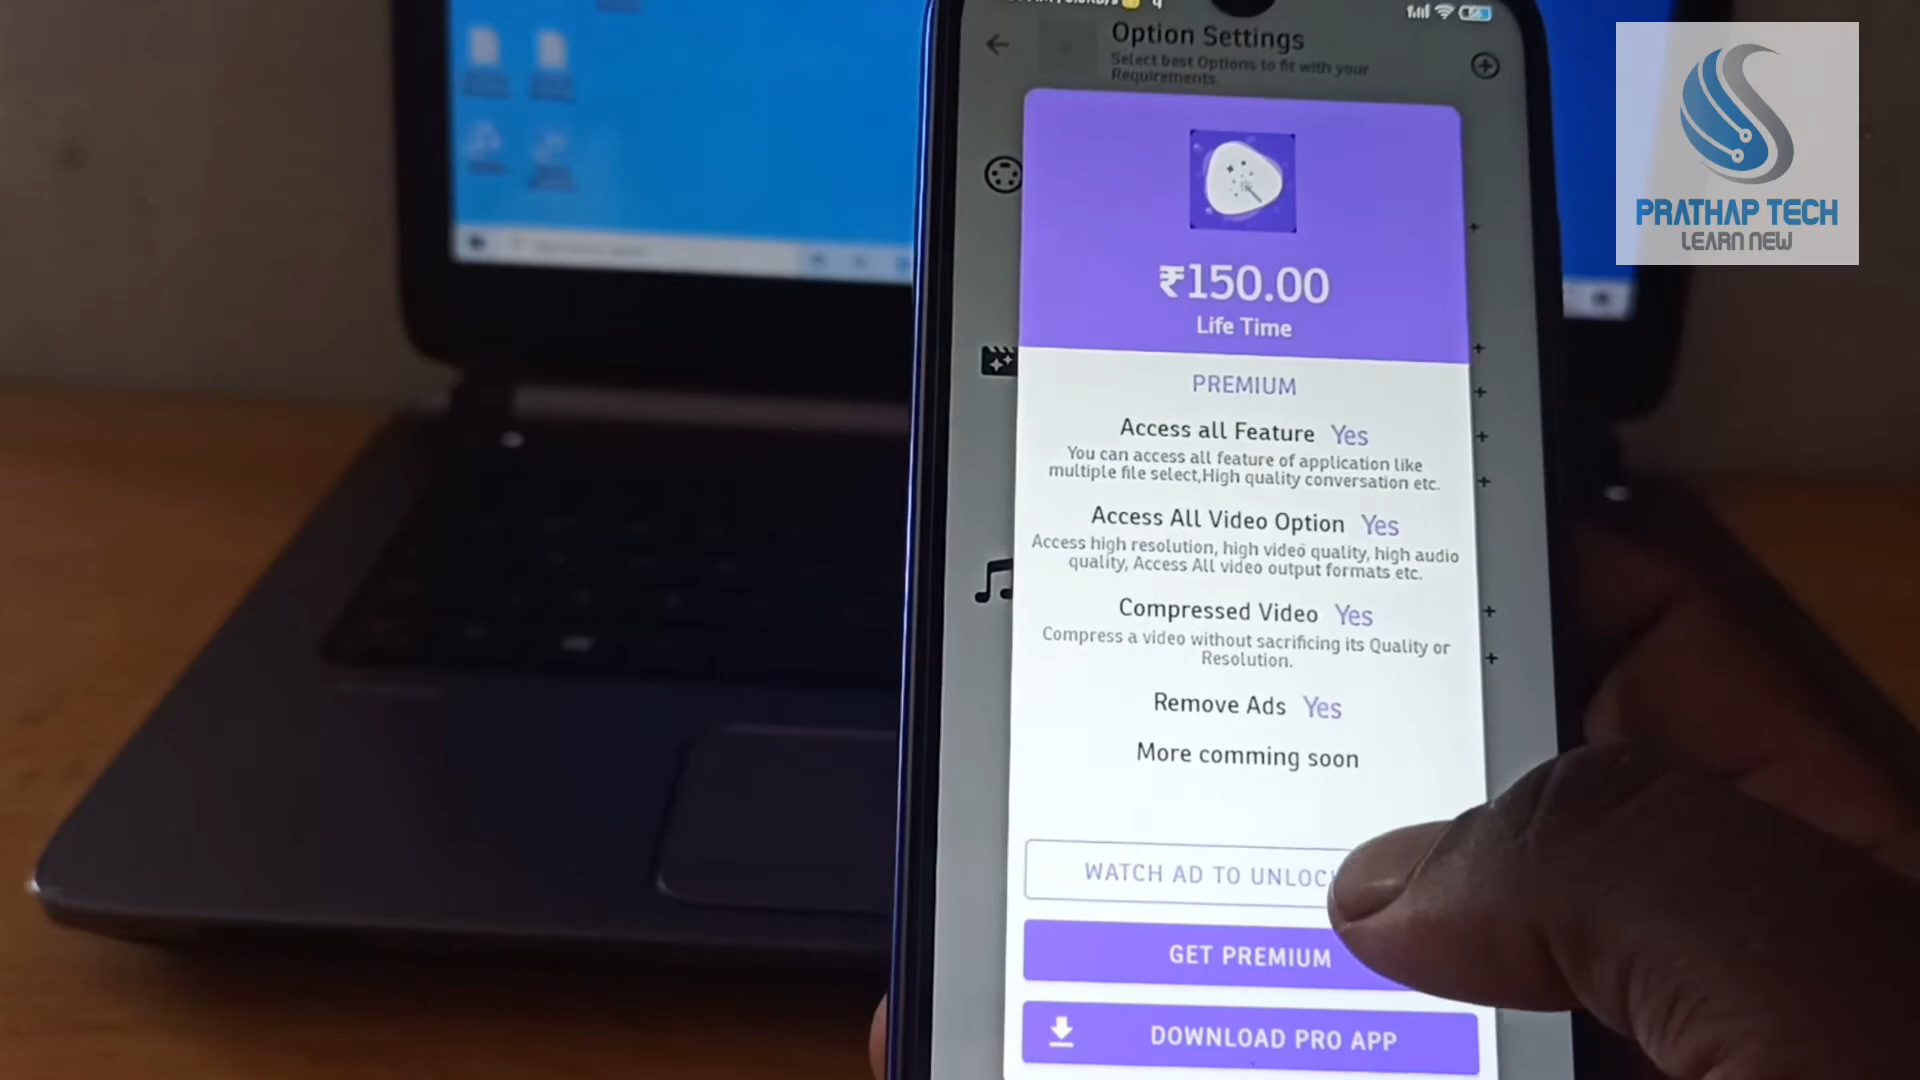 Option Settings
Select best Options to fit with your
Requirements.
₹150.00
Life Time
PREMIUM
Access all Feature Yes
You can access all feature of application like
multiple file select,High quality conversation etc.
Access All Video Option Yes
Access high resolution, high video quality, high audio
quality, Access All video output formats etc.
Compressed Video Yes
Compress a video without sacrificing its Quality or
Resolution.
Remove Ads Yes
More comming soon
WATCH AD TO UNLOC
GET PREMIUM
DOWNLOAD PRO APP
PRATHAP TECH
LEARN NEW